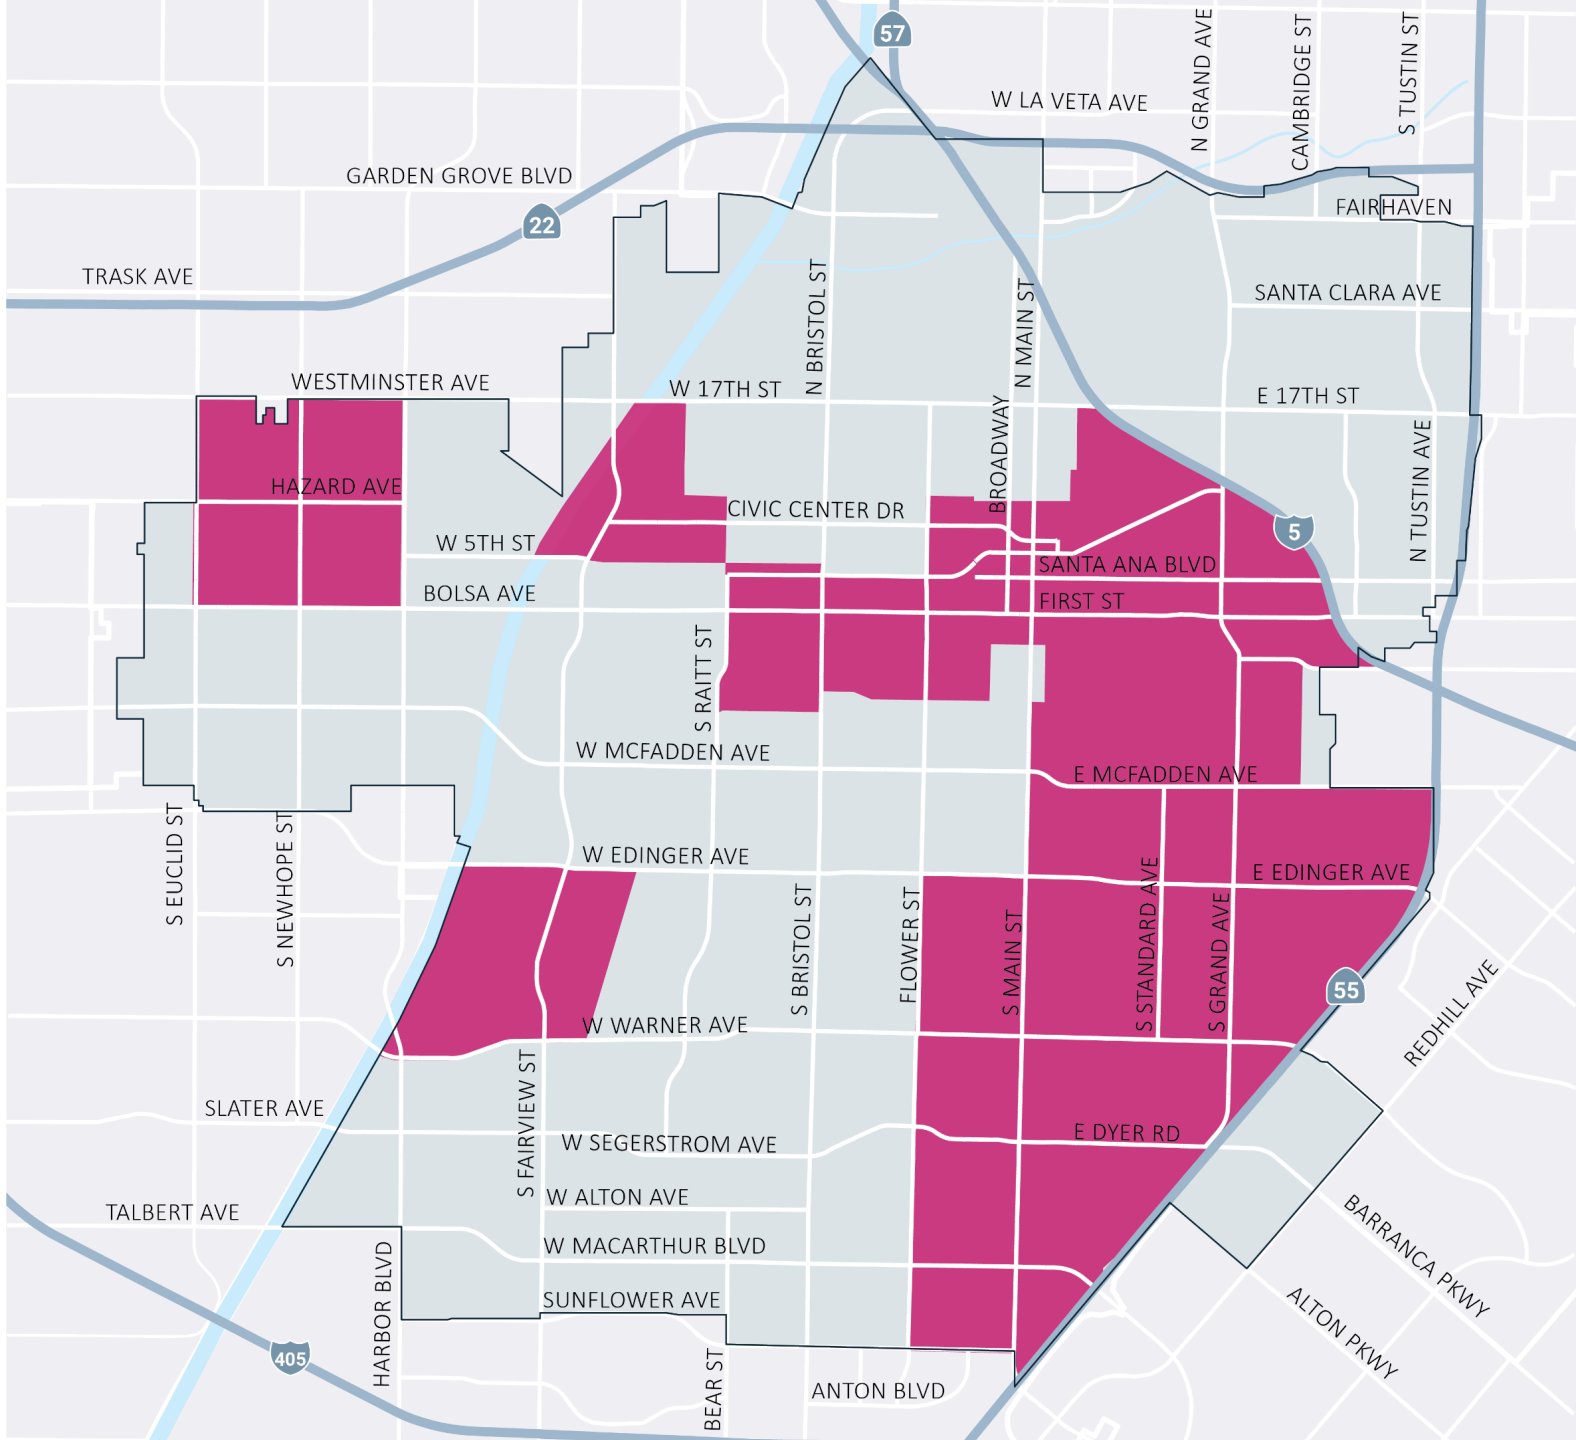 57
N GRAND AVE
CAMBRIDGE ST
S TUSTIN ST
W LA VETA AVE
GARDEN GROVE BLVD
22
FAIRHAVEN
TRASK AVE
SANTA CLARA AVE
N BRISTOL ST
N MAIN ST
WESTMINSTER AVE
W 17TH ST
E 17TH ST
BROADWAY
N TUSTIN AVE
HAZARD AVE
CIVIC CENTER DR
5
W 5TH ST
SANTA ANA BLVD
BOLSA AVE
FIRST ST
S RAITT ST
W MCFADDEN AVE
E MCFADDEN AVE
S EUCLID ST
S NEWHOPE ST
W EDINGER AVE
E EDINGER AVE
S BRISTOL ST
FLOWER ST
S MAIN ST
S STANDARD AVE
S GRAND AVE
55
REDHILL AVE
W WARNER AVE
S FAIRVIEW ST
SLATER AVE
W SEGERSTROM AVE
E DYER RD
W ALTON AVE
TALBERT AVE
W MACARTHUR BLVD
BARRANCA PKWY
HARBOR BLVD
SUNFLOWER AVE
ALTON PKWY
405
BEAR ST
ANTON BLVD